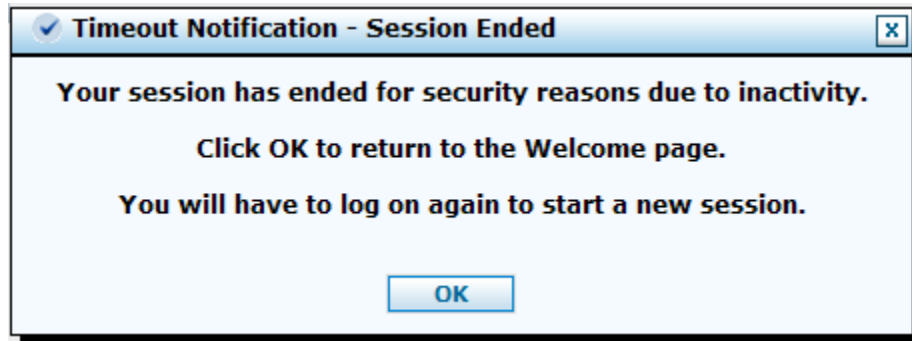 Timeout Notification - Session Ended
x
Your session has ended for security reasons due to inactivity.
Click OK to return to the Welcome page.
You will have to log on again to start a new session.
OK